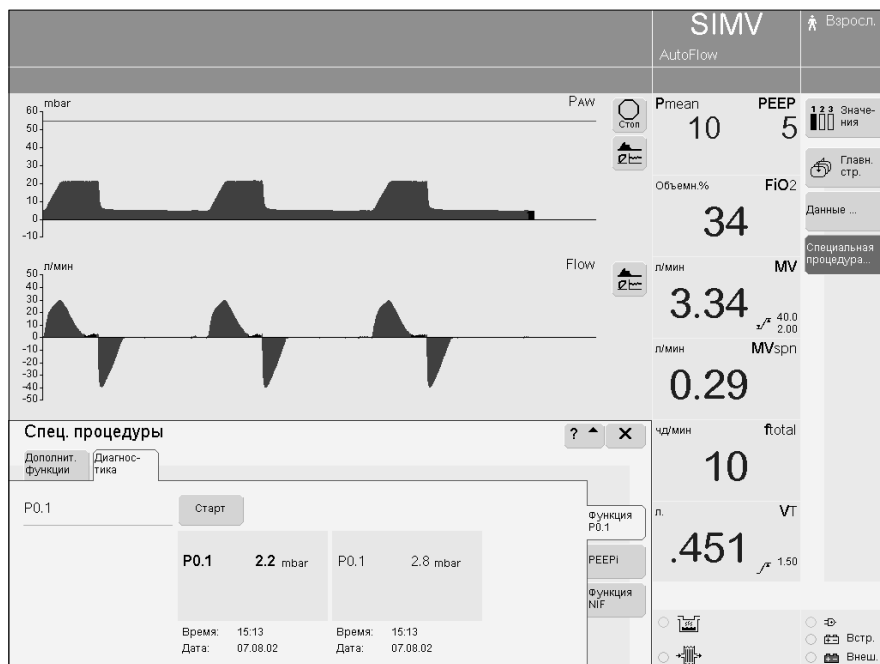 SIMV
AutoFlow
Взросл.
mbar
60
50
40
30
20
10
0
-10
Paw
Стоп
Pmean PEEP
10 5
1 2 3 Значе-
ния
Главн.
стр.
Объемн.% FiO2
34
Данные ...
Специальная
процедура...
л/мин
50
40
30
20
10
0
-10
-20
-30
-40
-50
Flow
л/мин MV
3.34
40.0
2.00
л/мин MVspn
0.29
Спец. процедуры
?
Дополнит.
функции
Диагнос-
тика
P0.1
Старт
P0.1 2.2 mbar
P0.1 2.8 mbar
Время: 15:13
Дата: 07.08.02
Время: 15:13
Дата: 07.08.02
Функция
P0.1
PEEPi
Функция
NIF
чд/мин ftotal
10
л. VT
.451
1.50
Встр.
Внеш.